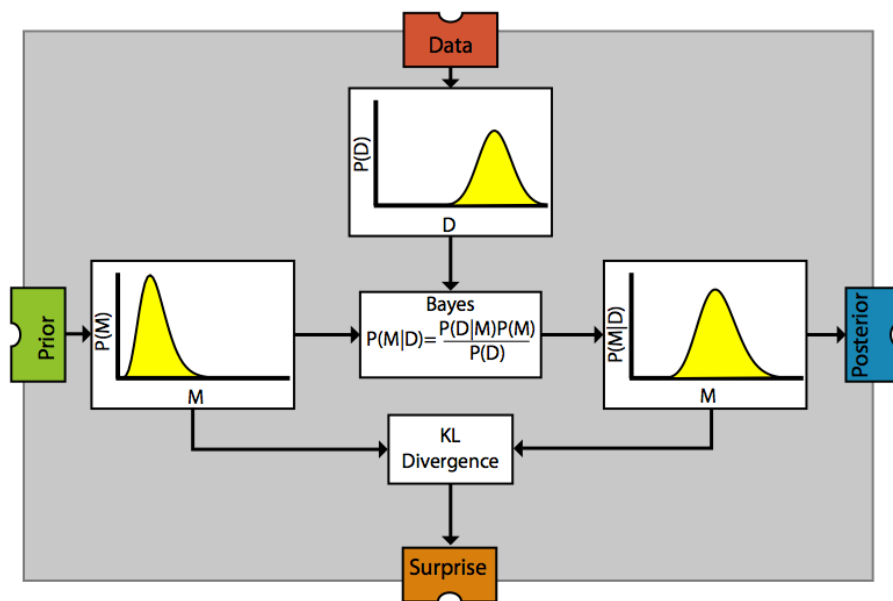 Data
P(D)
D
Prior
P(M)
M
Bayes
P(M|D)= P(D|M)P(M)
P(D)
P(M|D)
M
Posterior
KL
Divergence
Surprise